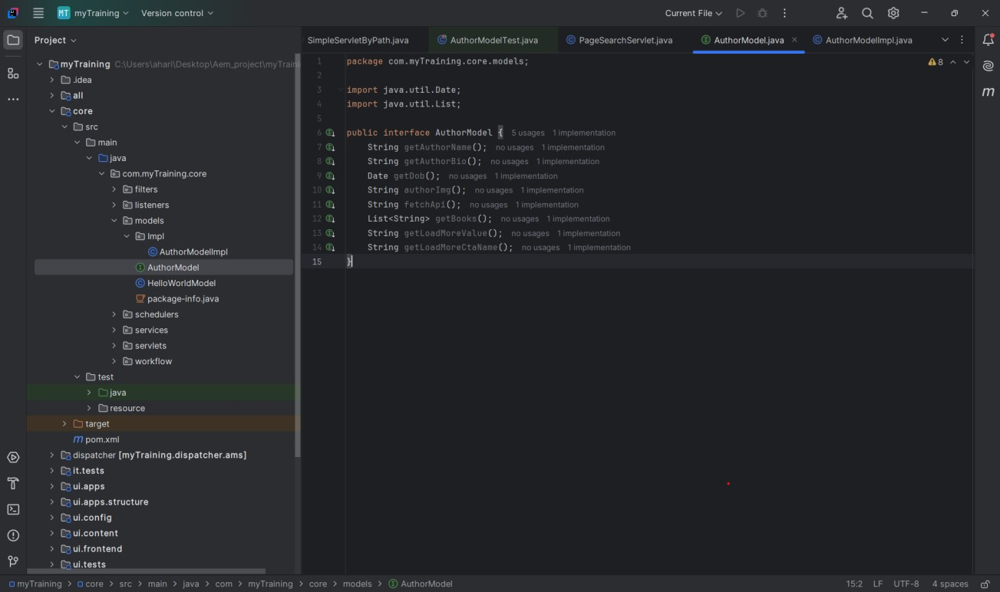 MT myTraining Version control Current File
Project
SimpleServletByPath.java AuthorModelTest.java PageSearchServlet.java AuthorModel.java AuthorModelImpl.java
myTraining C:\Users\ahari\Desktop\Aem_project\myTraini
.idea
all
core
src
main
java
com.myTraining.core
filters
listeners
models
Impl
AuthorModelImpl
AuthorModel
HelloWorldModel
package-info.java
schedulers
services
servlets
workflow
test
java
resource
target
pom.xml
dispatcher [myTraining.dispatcher.ams]
it.tests
ui.apps
ui.apps.structure
ui.config
ui.content
ui.frontend
ui.tests
1 package com.myTraining.core.models; 8
2
3 import java.util.Date;
4 import java.util.List;
5
6 public interface AuthorModel { 5 usages 1 implementation
7 String getAuthorName(); no usages 1 implementation
8 String getAuthorBio(); no usages 1 implementation
9 Date getDob(); no usages 1 implementation
10 String authorImg(); no usages 1 implementation
11 String fetchApi(); no usages 1 implementation
12 List<String> getBooks(); no usages 1 implementation
13 String getLoadMoreValue(); no usages 1 implementation
14 String getLoadMoreCtaName(); no usages 1 implementation
15 }
myTraining > core > src > main > java > com > myTraining > core > models > AuthorModel 15:2 LF UTF-8 4 spaces